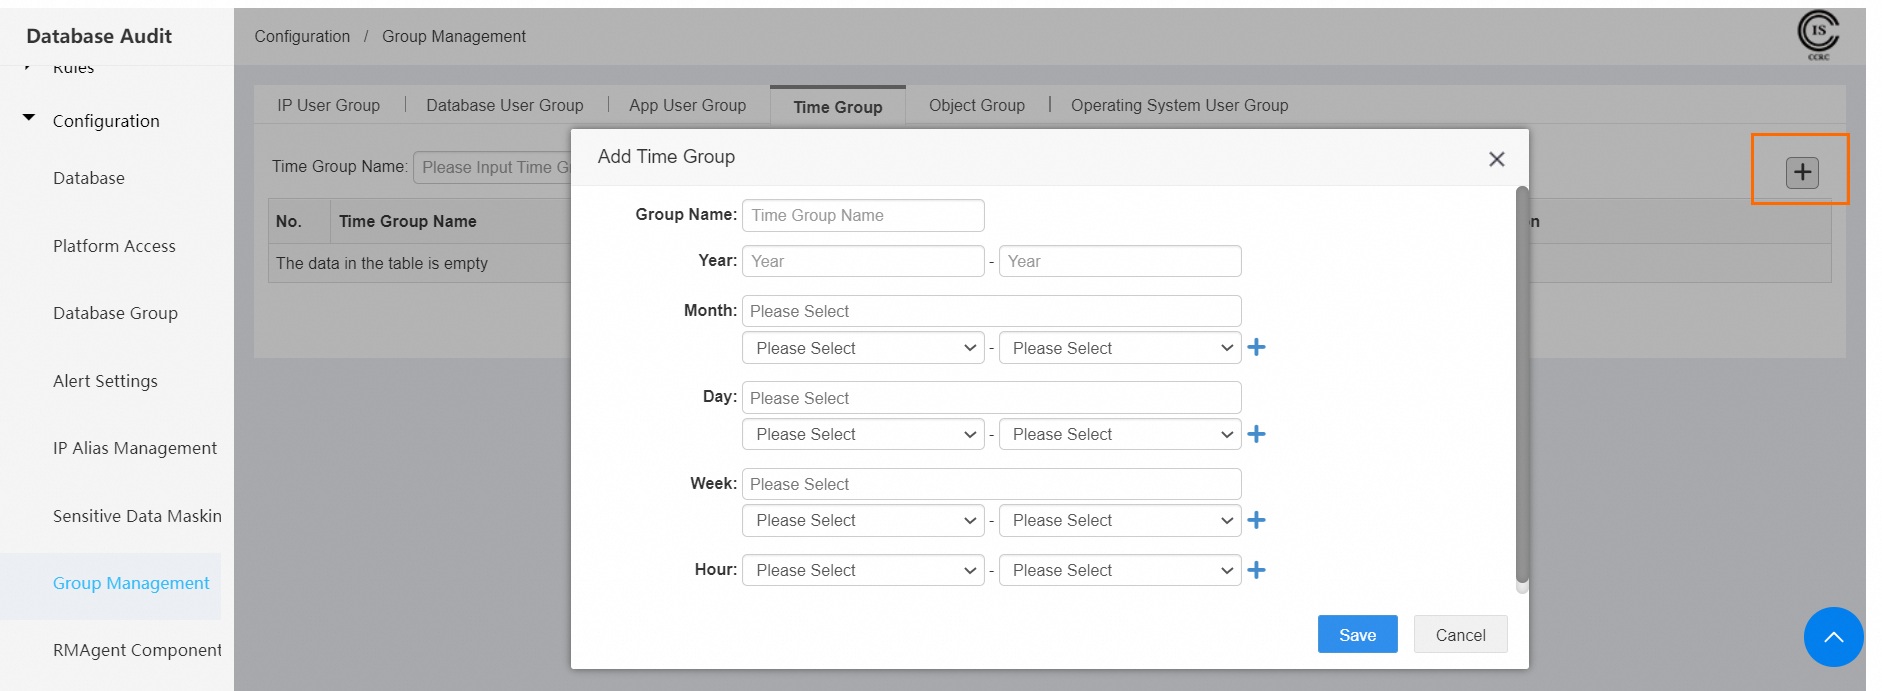 Database Audit
Configuration / Group Management
IS
CCRC
Rules
Configuration
Database
Platform Access
Database Group
Alert Settings
IP Alias Management
Sensitive Data Maskin
Group Management
RMAgent Component
IP User Group | Database User Group | App User Group Time Group Object Group | Operating System User Group
Time Group Name: Please Input Time G
No. Time Group Name n
The data in the table is empty
Add Time Group
Group Name: Time Group Name
Year: Year - Year
Month: Please Select
Please Select - Please Select
Day: Please Select
Please Select - Please Select
Week: Please Select
Please Select - Please Select
Hour: Please Select - Please Select
Save Cancel